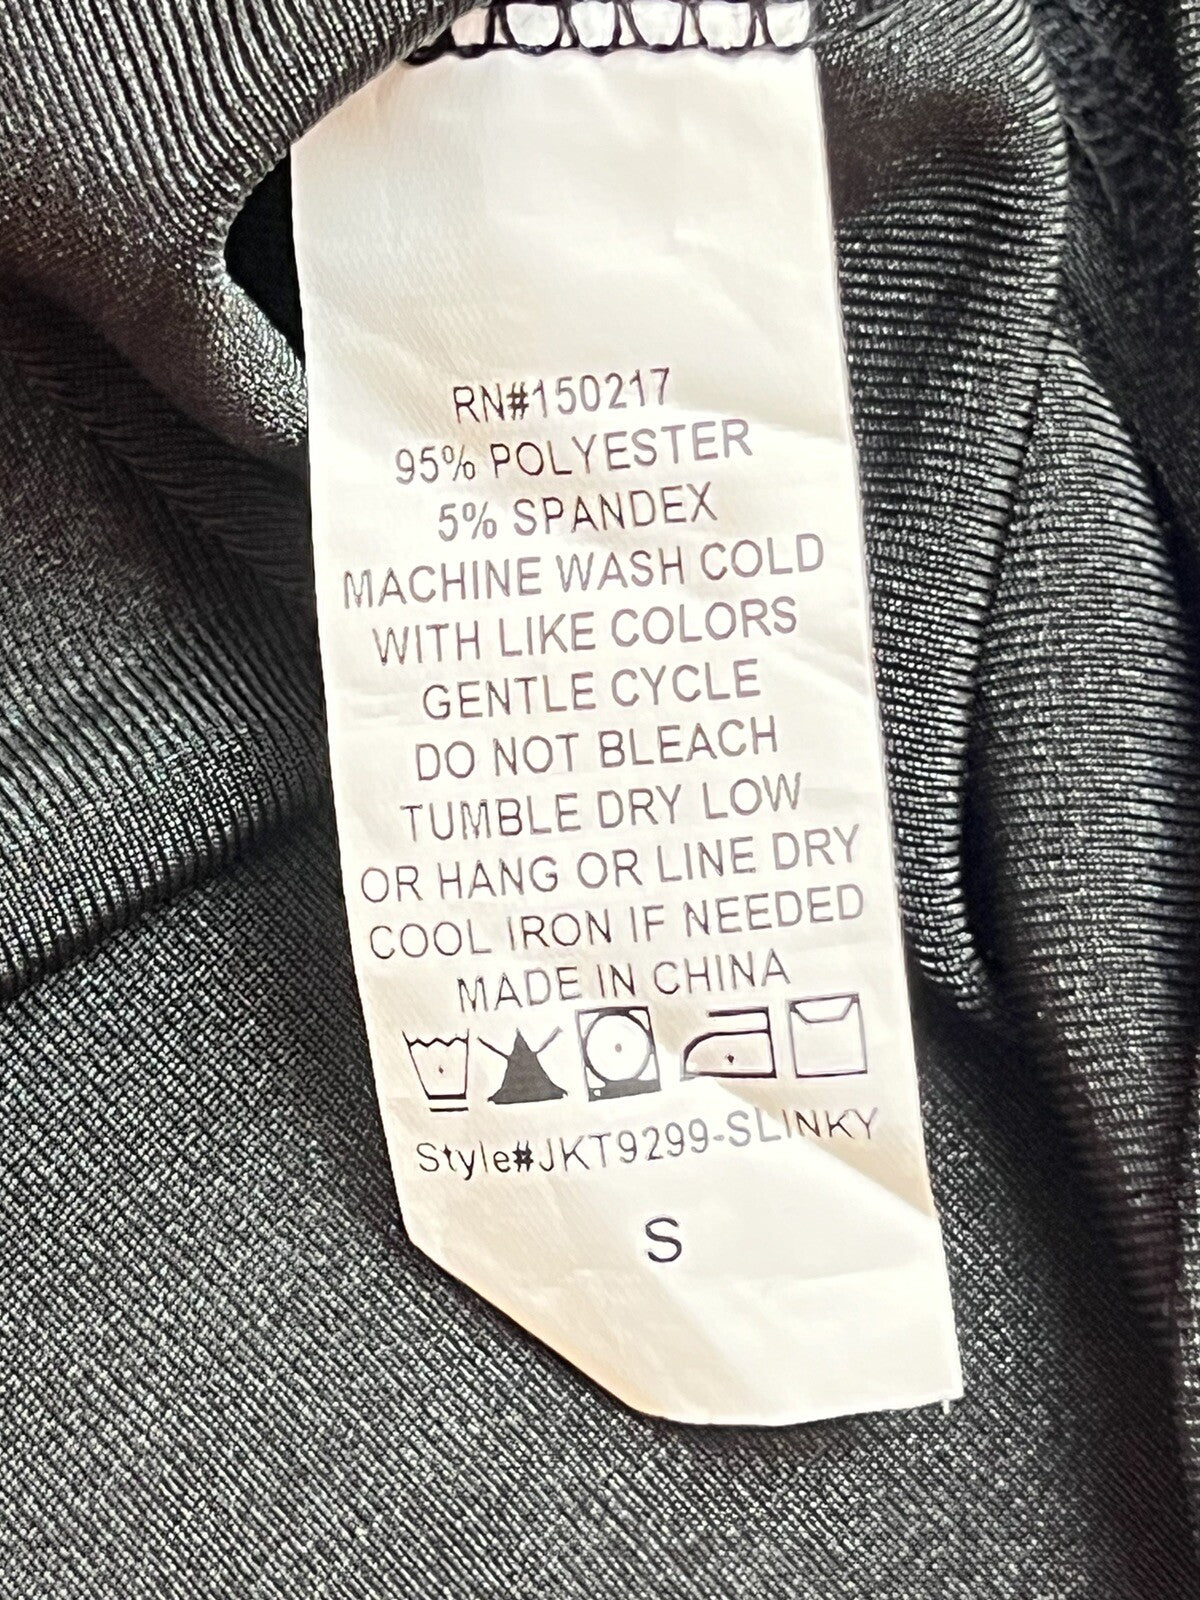 RN#150217
95% POLYESTER
5% SPANDEX
MACHINE WASH COLD
WITH LIKE COLORS
GENTLE CYCLE
DO NOT BLEACH
TUMBLE DRY LOW
OR HANG OR LINE DRY
COOL IRON IF NEEDED
MADE IN CHINA
Style#JKT9299-SLINKY
S